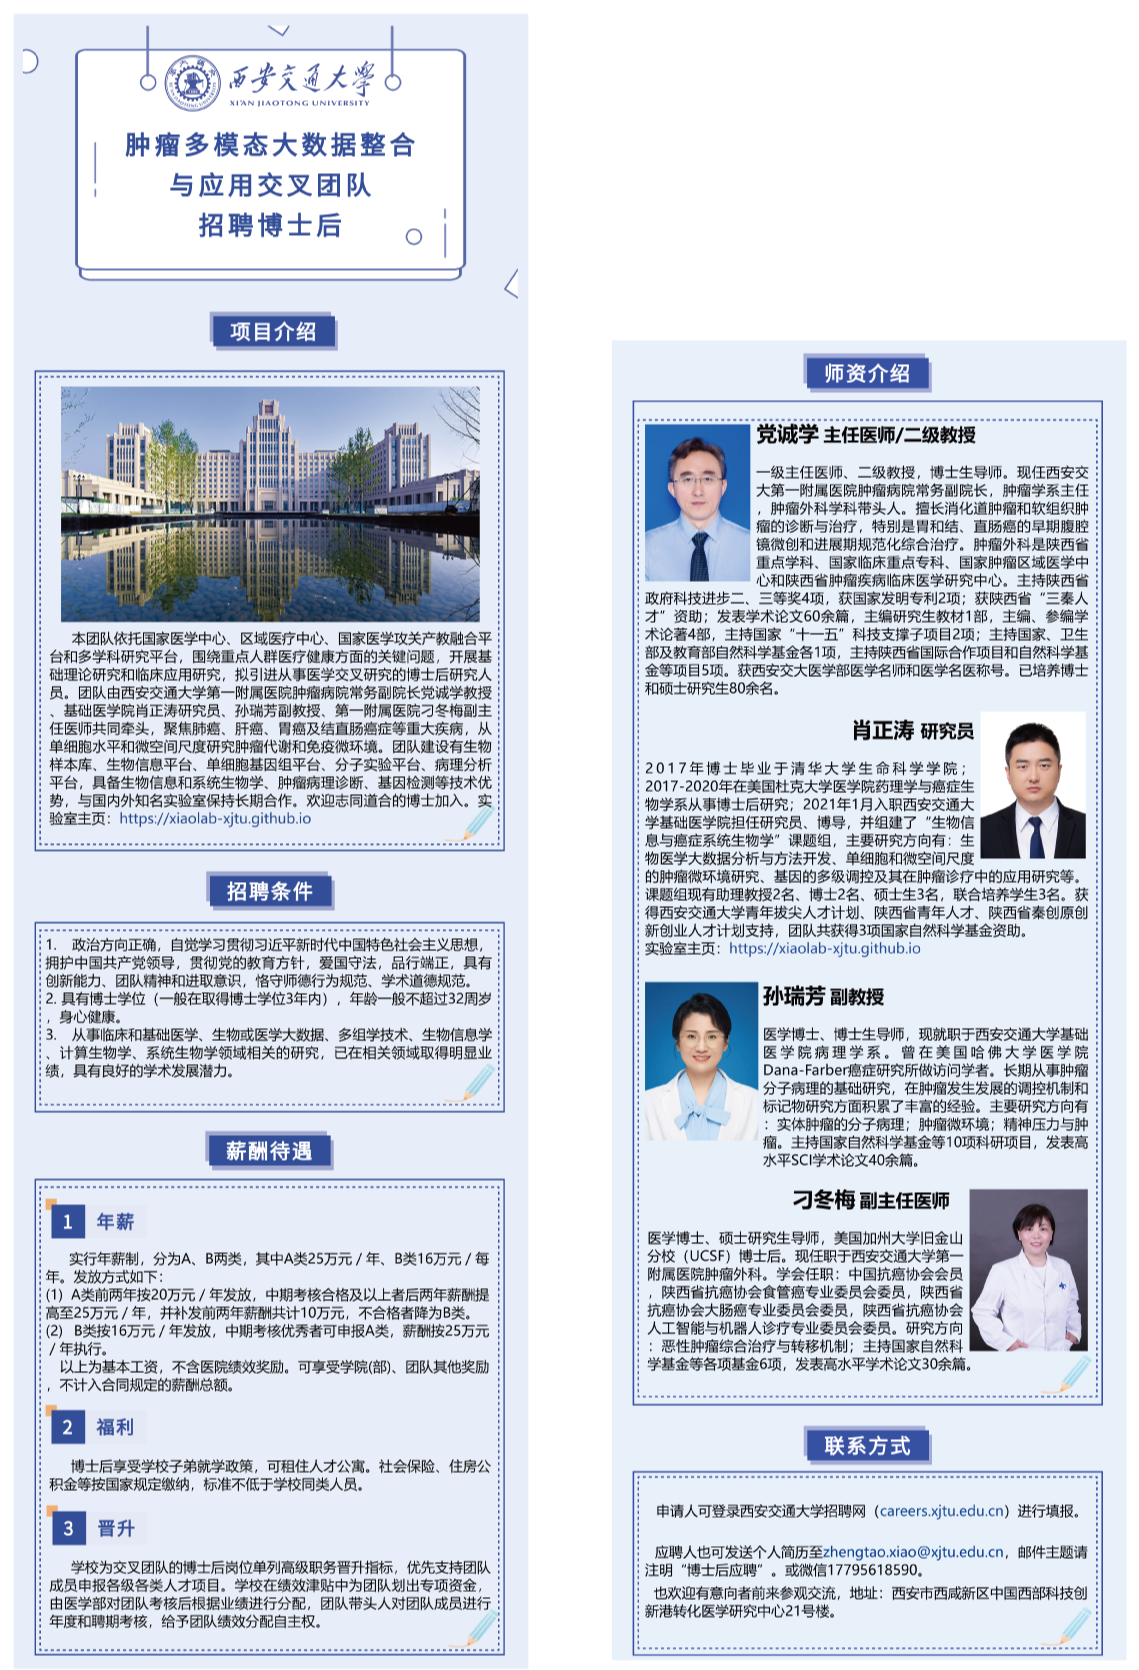 西安交通大学
XI'AN JIAOTONG UNIVERSITY
肿瘤多模态大数据整合
与应用交叉团队
招聘博士后
项目介绍
本团队依托国家医学中心、区域医疗中心、国家医学攻关产教融合平
台和多学科研究平台，围绕重点人群医疗健康方面的关键问题，开展基
础理论研究和临床应用研究，拟引进从事医学交叉研究的博士后研究人
员。团队由西安交通大学第一附属医院肿瘤病院常务副院长党诚学教授
、基础医学院肖正涛研究员、孙瑞芳副教授、第一附属医院刁冬梅副主
任医师共同牵头，聚焦肺癌、肝癌、胃癌及结直肠癌症等重大疾病，从
单细胞水平和微空间尺度研究肿瘤代谢和免疫微环境。团队建设有生物
样本库、生物信息平台、单细胞基因组平台、分子实验平台、病理分析
平台，具备生物信息和系统生物学、肿瘤病理诊断、基因检测等技术优
势，与国内外知名实验室保持长期合作。欢迎志同道合的博士加入。实
验室主页：https://xiaolab-xjtu.github.io
招聘条件
1. 政治方向正确，自觉学习贯彻习近平新时代中国特色社会主义思想，
拥护中国共产党领导，贯彻党的教育方针，爱国守法，品行端正，具有
创新能力、团队精神和进取意识，恪守师德行为规范、学术道德规范。
2. 具有博士学位（一般在取得博士学位3年内），年龄一般不超过32周岁
，身心健康。
3. 从事临床和基础医学、生物或医学大数据、多组学技术、生物信息学
、计算生物学、系统生物学领域相关的研究，已在相关领域取得明显业
绩，具有良好的学术发展潜力。
薪酬待遇
1 年薪
实行年薪制，分为A、B两类，其中A类25万元 / 年、B类16万元 / 每
年。发放方式如下：
(1) A类前两年按20万元 / 年发放，中期考核合格及以上者后两年薪酬提
高至25万元 / 年，并补发前两年薪酬共计10万元，不合格者降为B类。
(2) B类按16万元 / 年发放，中期考核优秀者可申报A类，薪酬按25万元
/ 年执行。
以上为基本工资，不含医院绩效奖励。可享受学院(部)、团队其他奖励
，不计入合同规定的薪酬总额。
2 福利
博士后享受学校子弟就学政策，可租住人才公寓。社会保险、住房公
积金等按国家规定缴纳，标准不低于学校同类人员。
3 晋升
学校为交叉团队的博士后岗位单列高级职务晋升指标，优先支持团队
成员申报各级各类人才项目。学校在绩效津贴中为团队划出专项资金，
由医学部对团队考核后根据业绩进行分配，团队带头人对团队成员进行
年度和聘期考核，给予团队绩效分配自主权。
师资介绍
党诚学 主任医师/二级教授
一级主任医师、二级教授，博士生导师。现任西安交
大第一附属医院肿瘤病院常务副院长，肿瘤学系主任
，肿瘤外科学科带头人。擅长消化道肿瘤和软组织肿
瘤的诊断与治疗，特别是胃和结、直肠癌的早期腹腔
镜微创和进展期规范化综合治疗。肿瘤外科是陕西省
重点学科、国家临床重点专科、国家肿瘤区域医学中
心和陕西省肿瘤疾病临床医学研究中心。主持陕西省
政府科技进步二、三等奖4项，获国家发明专利2项；获陕西省“三秦人
才”资助；发表学术论文60余篇，主编研究生教材1部，主编、参编学
术论著4部，主持国家“十一五”科技支撑子项目2项；主持国家、卫生
部及教育部自然科学基金各1项，主持陕西省国际合作项目和自然科学基
金等项目5项。获西安交大医学部医学名师和医学名医称号。已培养博士
和硕士研究生80余名。
肖正涛 研究员
2017年博士毕业于清华大学生命科学学院；
2017-2020年在美国杜克大学医学院药理学与癌症生
物学系从事博士后研究；2021年1月入职西安交通大
学基础医学院担任研究员、博导，并组建了“生物信
息与癌症系统生物学”课题组，主要研究方向有：生
物医学大数据分析与方法开发、单细胞和微空间尺度
的肿瘤微环境研究、基因的多级调控及其在肿瘤诊疗中的应用研究等。
课题组现有助理教授2名、博士2名、硕士生3名，联合培养学生3名。获
得西安交通大学青年拔尖人才计划、陕西省青年人才、陕西省秦创原创
新创业人才计划支持，团队共获得3项国家自然科学基金资助。
实验室主页：https://xiaolab-xjtu.github.io
孙瑞芳 副教授
医学博士、博士生导师，现就职于西安交通大学基础
医学院病理学系。曾在美国哈佛大学医学院
Dana-Farber癌症研究所做访问学者。长期从事肿瘤
分子病理的基础研究，在肿瘤发生发展的调控机制和
标记物研究方面积累了丰富的经验。主要研究方向有
：实体肿瘤的分子病理；肿瘤微环境；精神压力与肿
瘤。主持国家自然科学基金等10项科研项目，发表高
水平SCI学术论文40余篇。
刁冬梅 副主任医师
医学博士、硕士研究生导师，美国加州大学旧金山
分校（UCSF）博士后。现任职于西安交通大学第一
附属医院肿瘤外科。学会任职：中国抗癌协会会员
，陕西省抗癌协会食管癌专业委员会委员，陕西省
抗癌协会大肠癌专业委员会委员，陕西省抗癌协会
人工智能与机器人诊疗专业委员会委员。研究方向
：恶性肿瘤综合治疗与转移机制；主持国家自然科
学基金等各项基金6项，发表高水平学术论文30余篇。
联系方式
申请人可登录西安交通大学招聘网（careers.xjtu.edu.cn）进行填报。
应聘人也可发送个人简历至zhengtao.xiao@xjtu.edu.cn，邮件主题请
注明“博士后应聘”。或微信17795618590。
也欢迎有意向者前来参观交流，地址：西安市西咸新区中国西部科技创
新港转化医学研究中心21号楼。